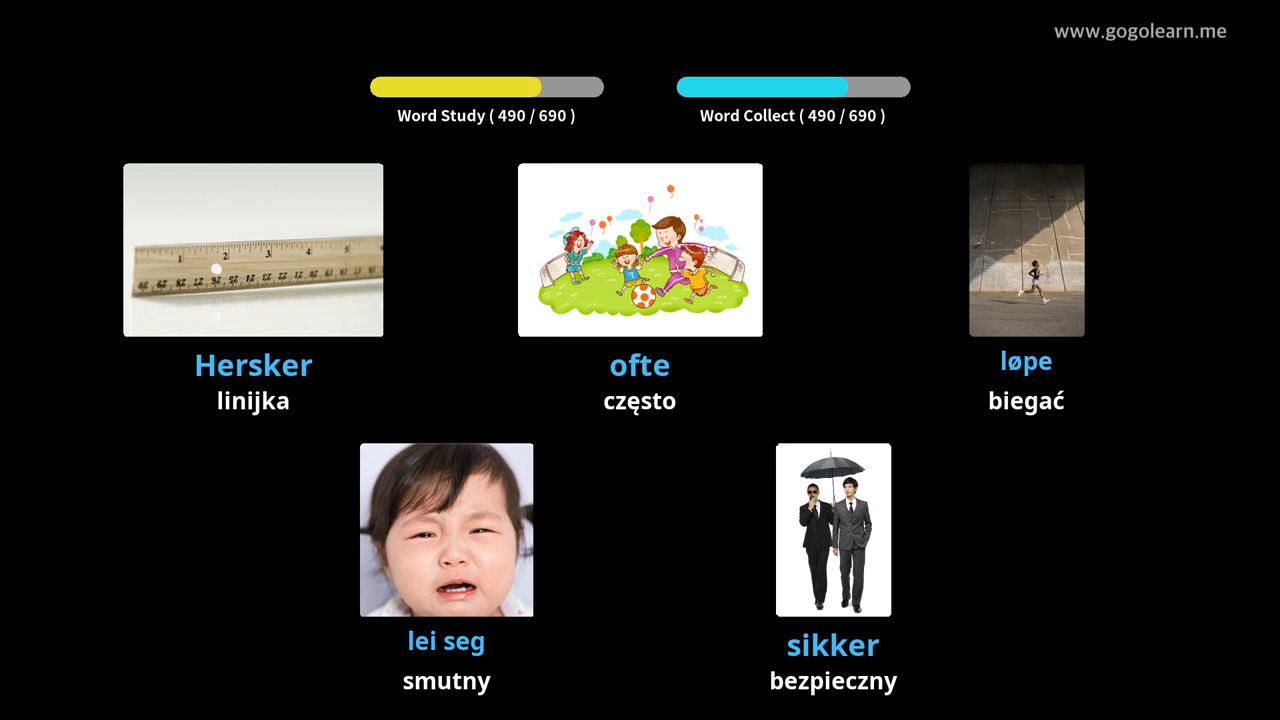 www.gogolearn.me
Word Study ( 490 / 690 )
Word Collect ( 490 / 690 )
Hersker
linijka
ofte
często
løpe
biegać
lei seg
smutny
sikker
bezpieczny